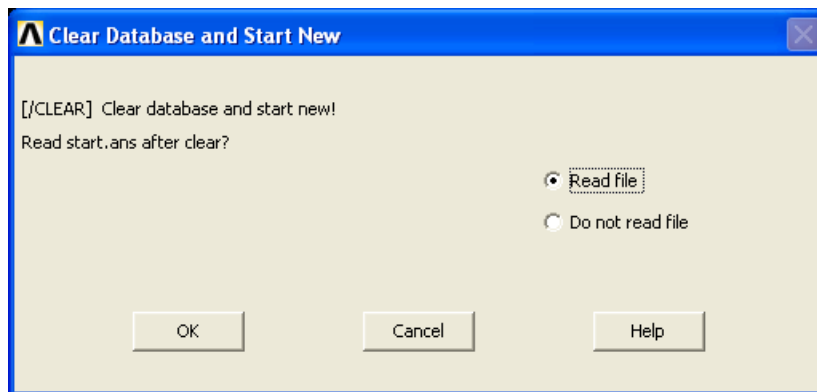 Clear Database and Start New
[/CLEAR] Clear database and start new!
Read start.ans after clear?
Read file
Do not read file
OK Cancel Help